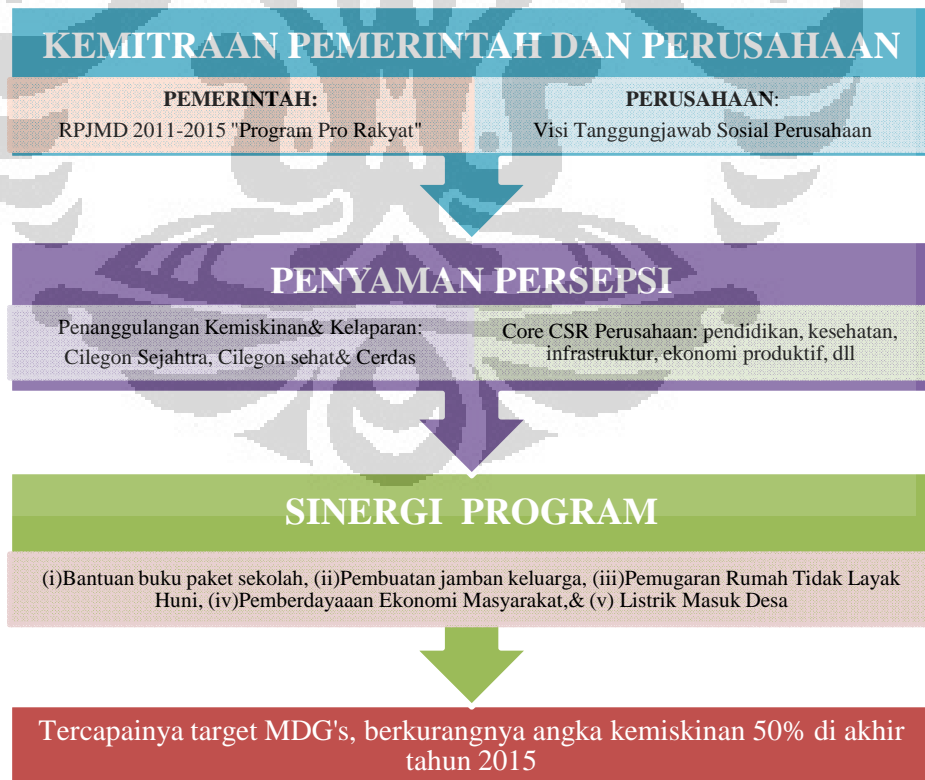 KEMITRAAN PEMERINTAH DAN PERUSAHAAN
PEMERINTAH:
RPJMD 2011-2015 "Program Pro Rakyat"
PERUSAHAAN:
Visi Tanggungjawab Sosial Perusahaan
PENYAMAN PERSEPSI
Penanggulangan Kemiskinan& Kelaparan:
Cilegon Sejahtra, Cilegon sehat& Cerdas
Core CSR Perusahaan: pendidikan, kesehatan,
infrastruktur, ekonomi produktif, dll
SINERGI PROGRAM
(i)Bantuan buku paket sekolah, (ii)Pembuatan jamban keluarga, (iii)Pemugaran Rumah Tidak Layak
Huni, (iv)Pemberdayaaan Ekonomi Masyarakat,& (v) Listrik Masuk Desa
Tercapainya target MDG's, berkurangnya angka kemiskinan 50% di akhir
tahun 2015